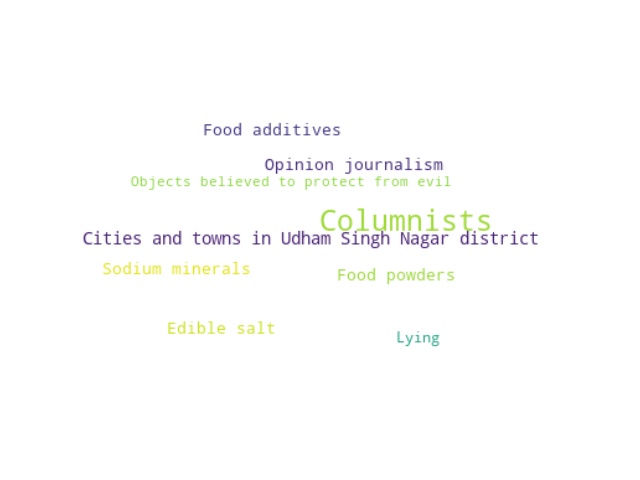 Food additives
Opinion journalism
Objects believed to protect from evil
Columnists
Cities and towns in Udham Singh Nagar district
Sodium minerals
Food powders
Edible salt
Lying